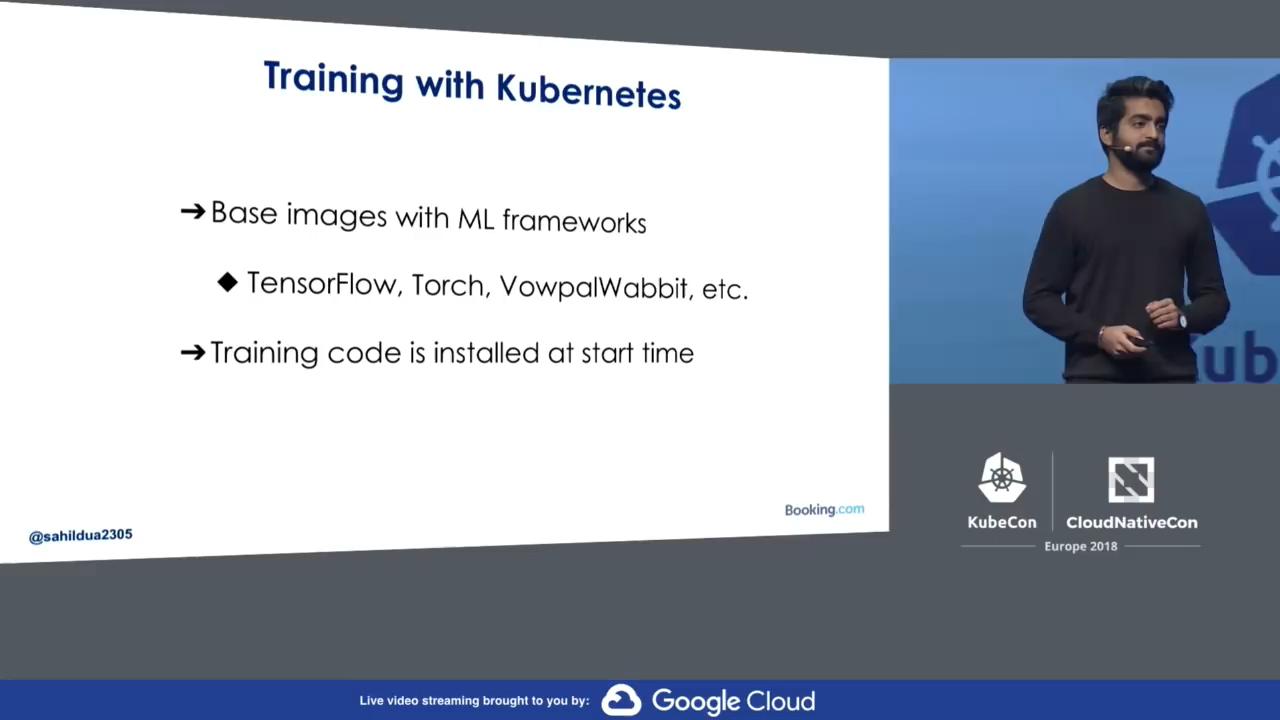 Training with Kubernetes
➔ Base images with ML frameworks
◆ TensorFlow, Torch, VowpalWabbit, etc.
➔ Training code is installed at start time
@sahildua2305
Booking.com
Kub
KubeCon
CloudNativeCon
Europe 2018
Live video streaming brought to you by:
Google Cloud